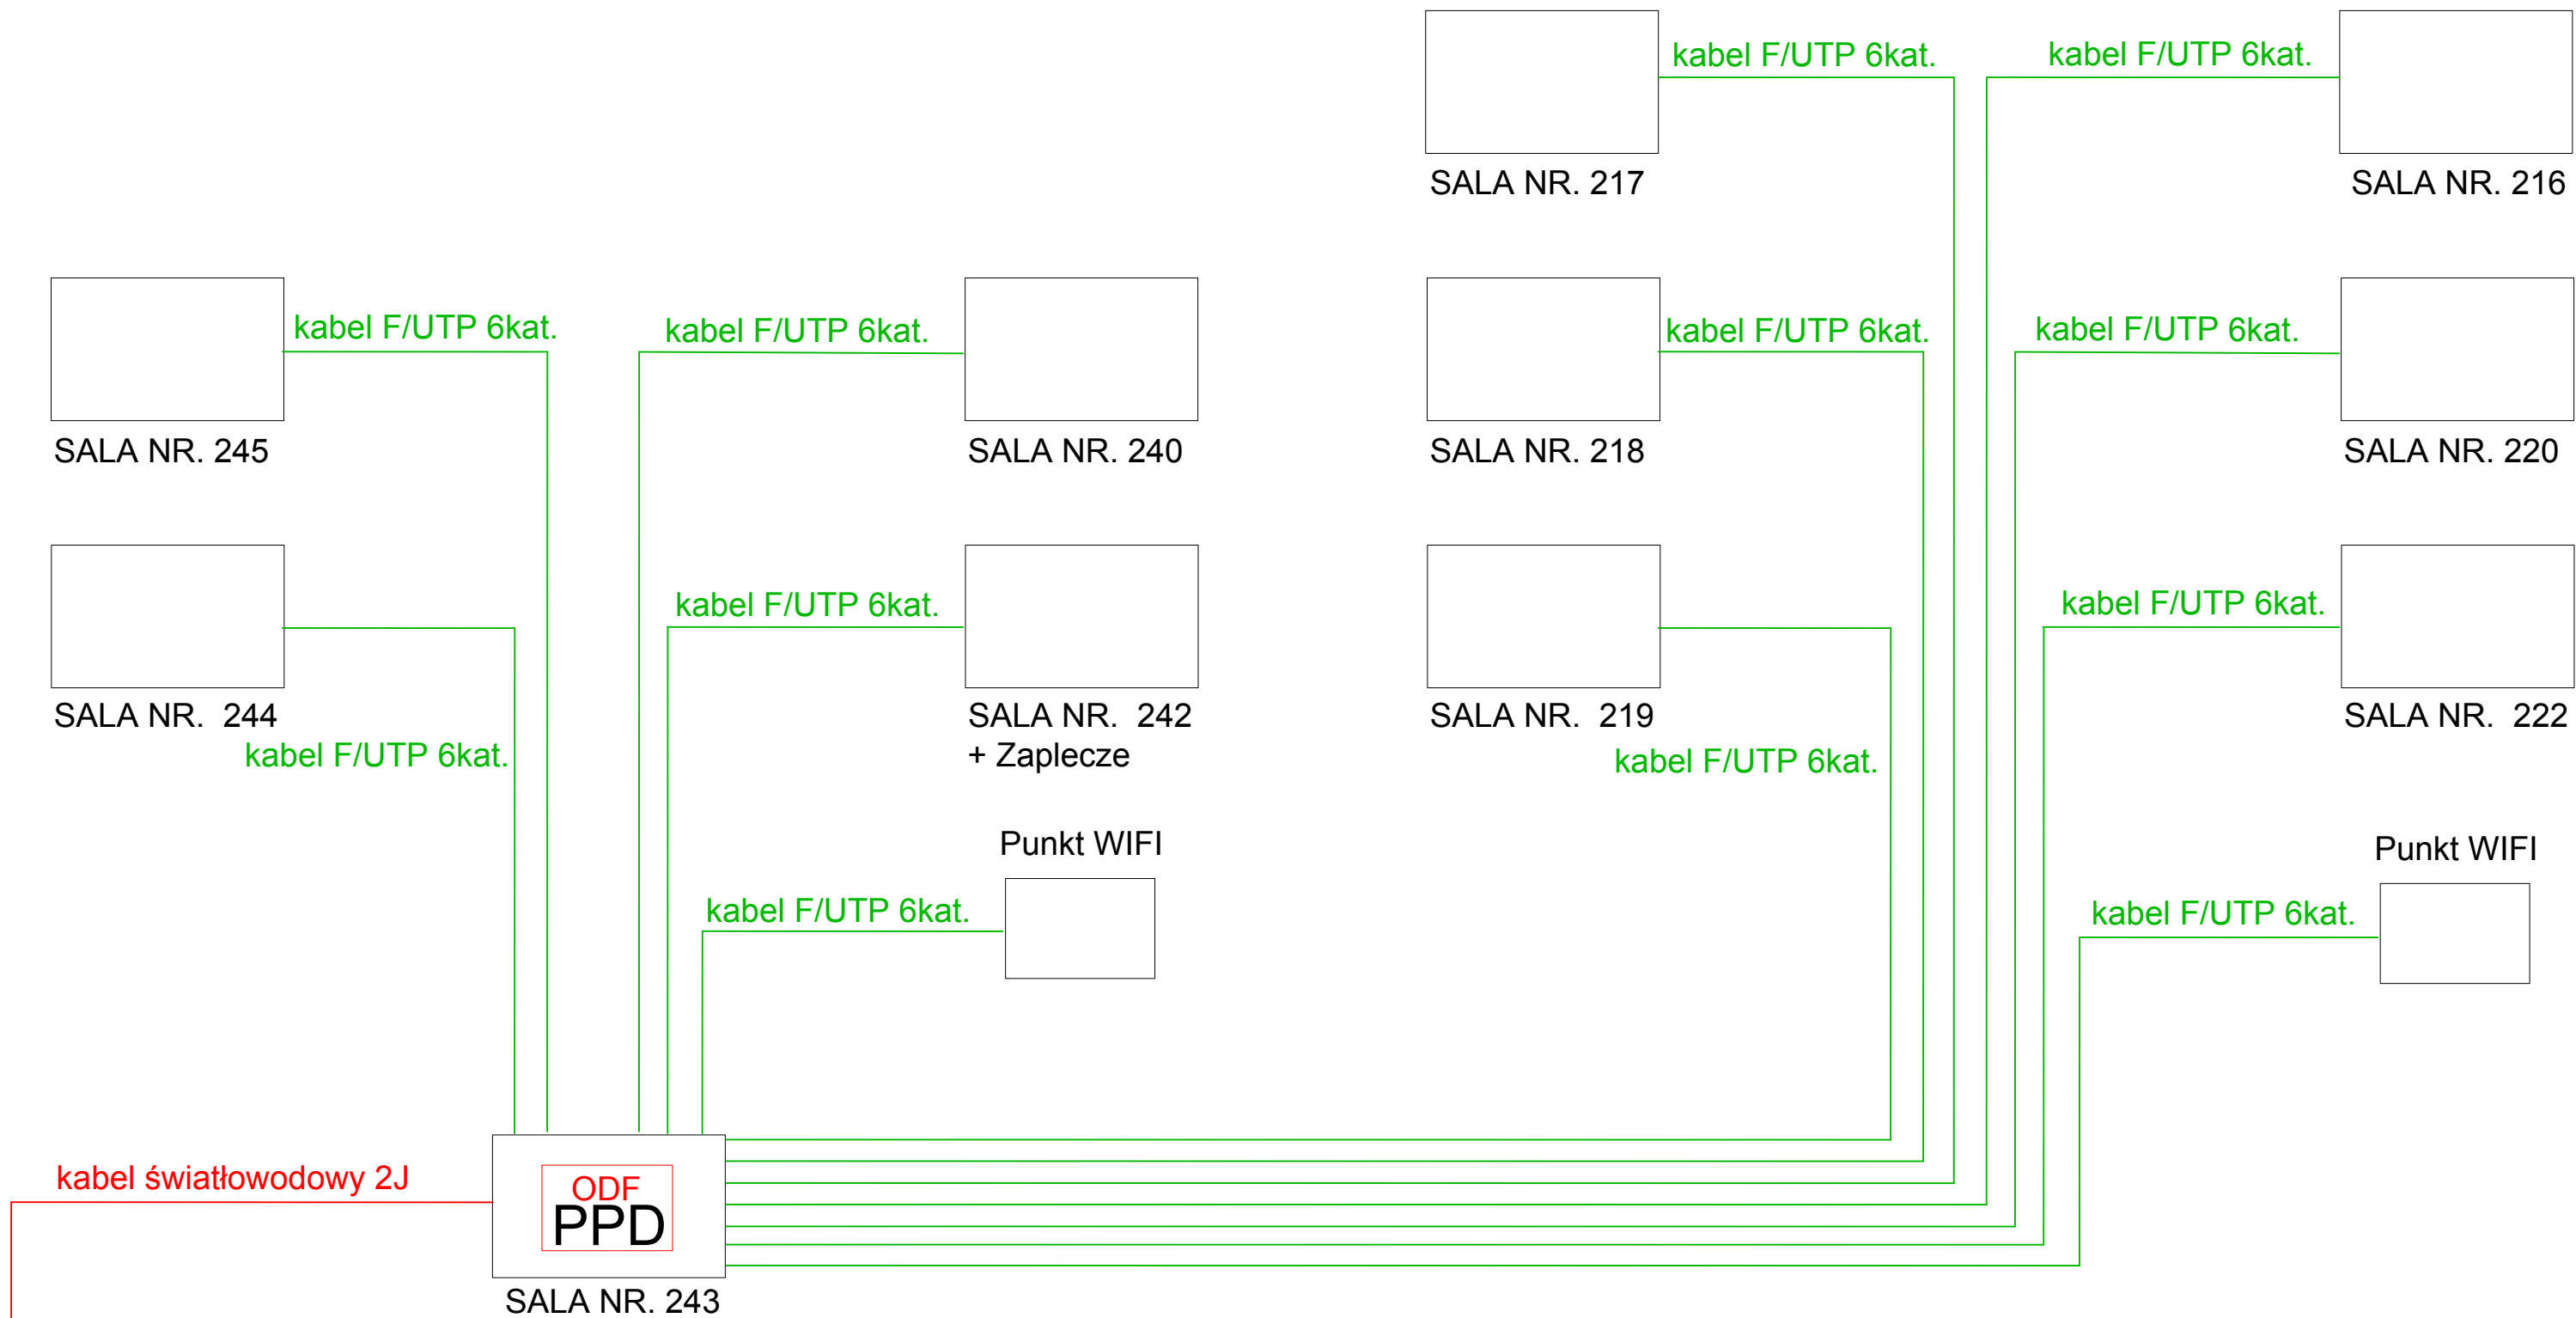 kabel F/UTP 6kat.
kabel F/UTP 6kat.
SALA NR. 217
SALA NR. 216
kabel F/UTP 6kat.
kabel F/UTP 6kat.
kabel F/UTP 6kat.
kabel F/UTP 6kat.
SALA NR. 245
SALA NR. 240
SALA NR. 218
SALA NR. 220
kabel F/UTP 6kat.
kabel F/UTP 6kat.
SALA NR. 244
SALA NR. 242
+ Zaplecze
SALA NR. 219
SALA NR. 222
kabel F/UTP 6kat.
kabel F/UTP 6kat.
Punkt WIFI
Punkt WIFI
kabel F/UTP 6kat.
kabel F/UTP 6kat.
kabel światłowodowy 2J
ODF
PPD
SALA NR. 243